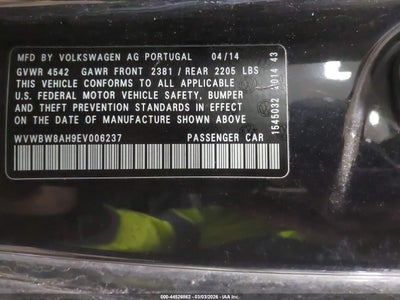 MFD BY VOLKSWAGEN AG PORTUGAL 04/14
GVWR 4542 GAWR FRONT 2381 / REAR 2205 LBS
THIS VEHICLE CONFORMS TO ALL APPLICABLE
U.S. FEDERAL MOTOR VEHICLE SAFETY, BUMPER
AND THEFT PREVENTION STANDARDS IN EFFECT
ON THE DATE OF MANUFACTURE SHOWN ABOVE
WVWBW8AH9EV006237 PASSENGER CAR
1545032 2014 43
000-44526862 - 03/03/2026 - IAA Inc.